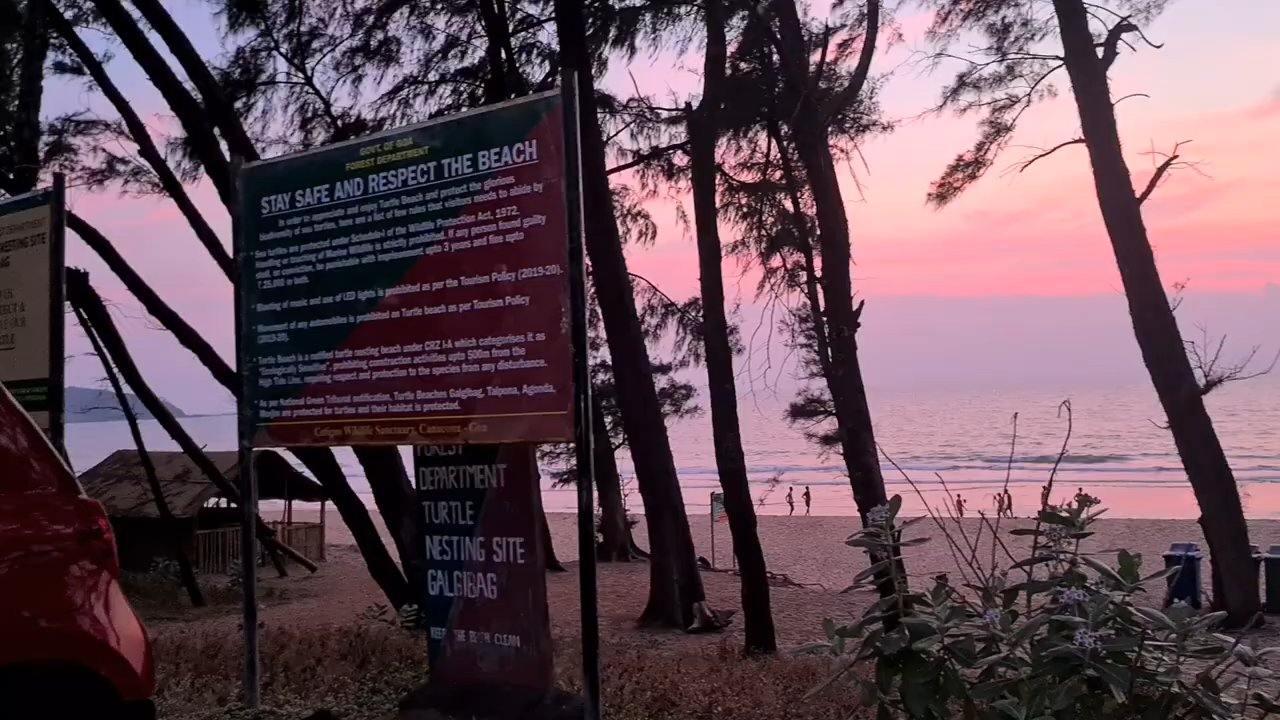 GOVT. OF GOA
FOREST DEPARTMENT
STAY SAFE AND RESPECT THE BEACH
In order to appreciate and enjoy Turtle Beach and protect the glorious
biodiversity of sea turtles, here are a list of few rules that visitors needs to abide by
* Sea turtles are protected under Schedule-I of the Wildlife Protection Act, 1972.
Handling or touching of Marine Wildlife is strictly prohibited. If any person found guilty
shall, on conviction, be punishable with imprisonment upto 3 years and fine upto
₹ 25,000 or both.
of music and use of LED lights is prohibited as per the Tourism Policy (2019-20).
Movement of any automobiles is prohibited on Turtle beach as per Tourism Policy
(2019-20).
* Turtle Beach is a notified turtle nesting beach under CRZ I-A which categorises it as
"Ecologically Sensitive", prohibiting construction activities upto 500m from the
High Tide Line, ensuring respect and protection to the species from any disturbance.
* As per National Green Tribunal notification, Turtle Beaches Galgibag, Talpona, Agonda,
Morjim are protected for turtles and their habitat is protected.
Cotigao Wildlife Sanctuary, Canacona - Goa
DEPARTMENT
NESTING SITE
FOREST
DEPARTMENT
TURTLE
NESTING SITE
GALGIBAG
KEEP THE BEACH CLEAN